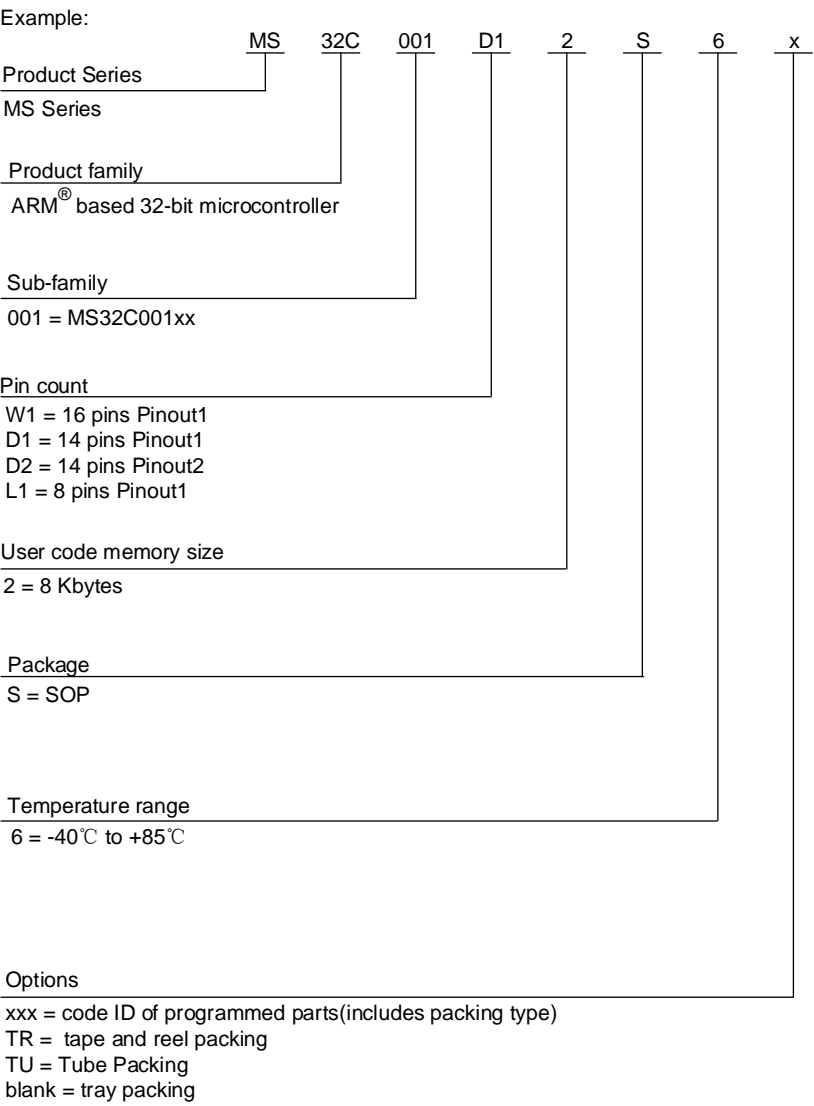 Example:
MS 32C 001 D1 2 S 6 x
Product Series
MS Series
Product family
ARM® based 32-bit microcontroller
Sub-family
001 = MS32C001xx
Pin count
W1 = 16 pins Pinout1
D1 = 14 pins Pinout1
D2 = 14 pins Pinout2
L1 = 8 pins Pinout1
User code memory size
2 = 8 Kbytes
Package
S = SOP
Temperature range
6 = -40℃ to +85℃
Options
xxx = code ID of programmed parts(includes packing type)
TR = tape and reel packing
TU = Tube Packing
blank = tray packing